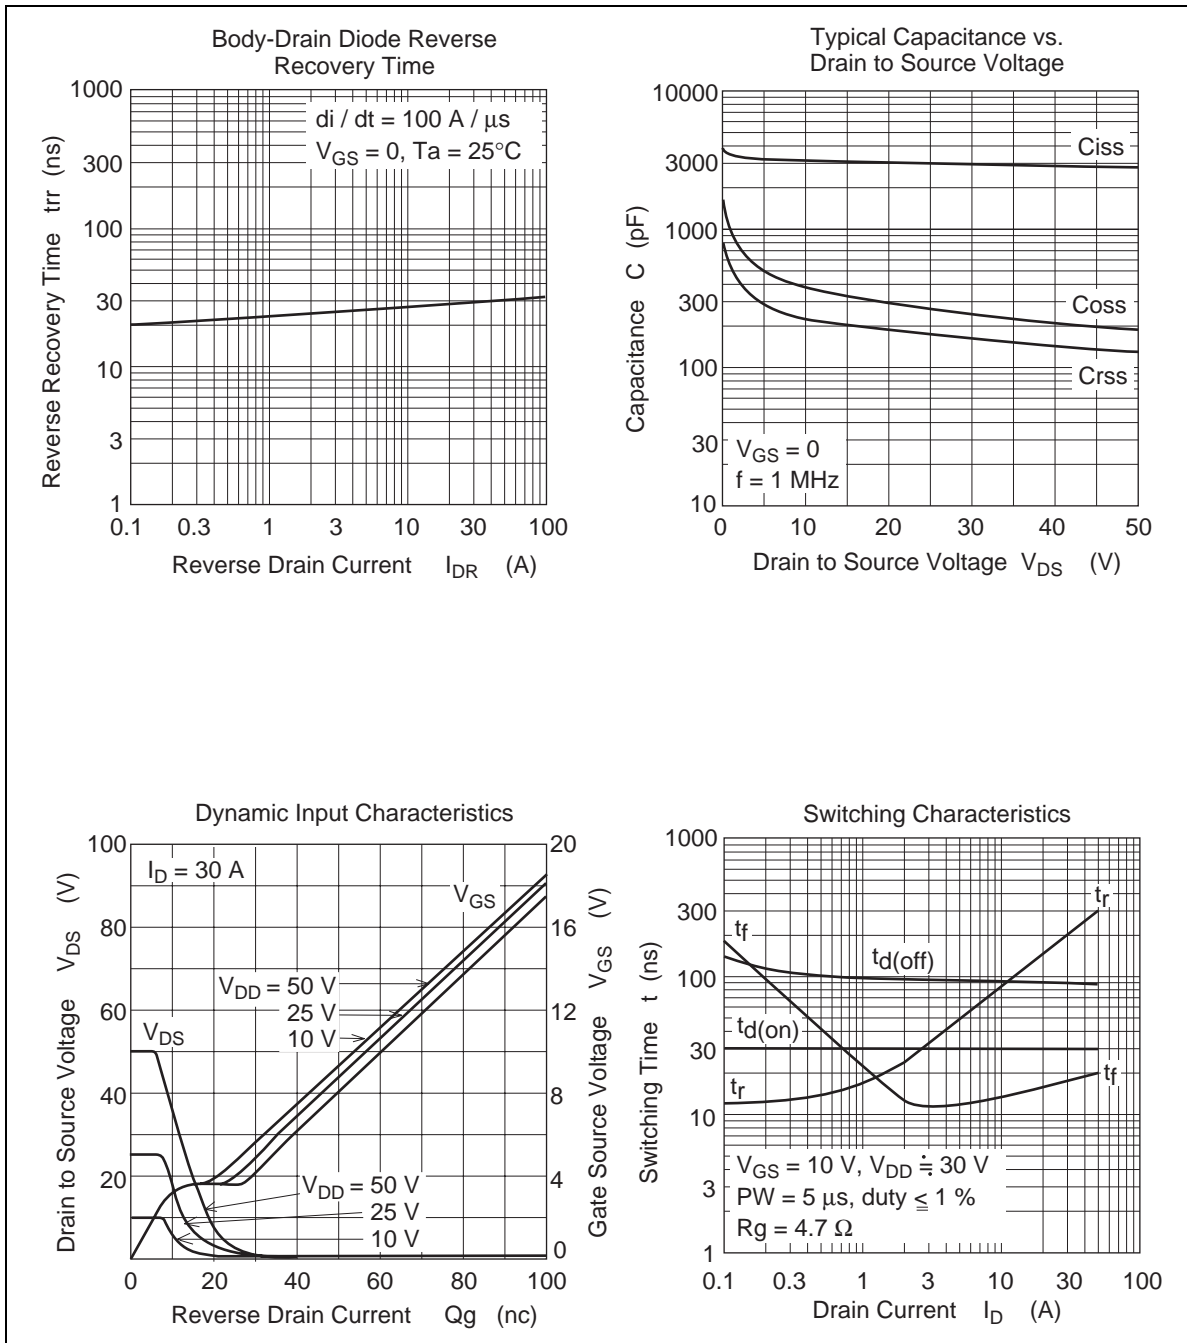 Body-Drain Diode Reverse
Recovery Time
Reverse Recovery Time trr (ns)
1000
300
100
30
10
3
1
di / dt = 100 A / μs
V_GS = 0, Ta = 25°C
0.1 0.3 1 3 10 30 100
Reverse Drain Current I_DR (A)
Typical Capacitance vs.
Drain to Source Voltage
Capacitance C (pF)
10000
3000
1000
300
100
30
10
Ciss
Coss
Crss
V_GS = 0
f = 1 MHz
0 10 20 30 40 50
Drain to Source Voltage V_DS (V)
Dynamic Input Characteristics
Drain to Source Voltage V_DS (V)
100
80
60
40
20
0
I_D = 30 A
V_GS
V_DD = 50 V
25 V
10 V
V_DS
V_DD = 50 V
25 V
10 V
20
16
12
8
4
0
Gate Source Voltage V_GS (V)
0 20 40 60 80 100
Reverse Drain Current Qg (nc)
Switching Characteristics
Switching Time t (ns)
1000
300
100
30
10
3
1
t_f
t_r
t_d(off)
t_d(on)
t_r
t_f
V_GS = 10 V, V_DD ≒ 30 V
PW = 5 μs, duty ≦ 1 %
Rg = 4.7 Ω
0.1 0.3 1 3 10 30 100
Drain Current I_D (A)